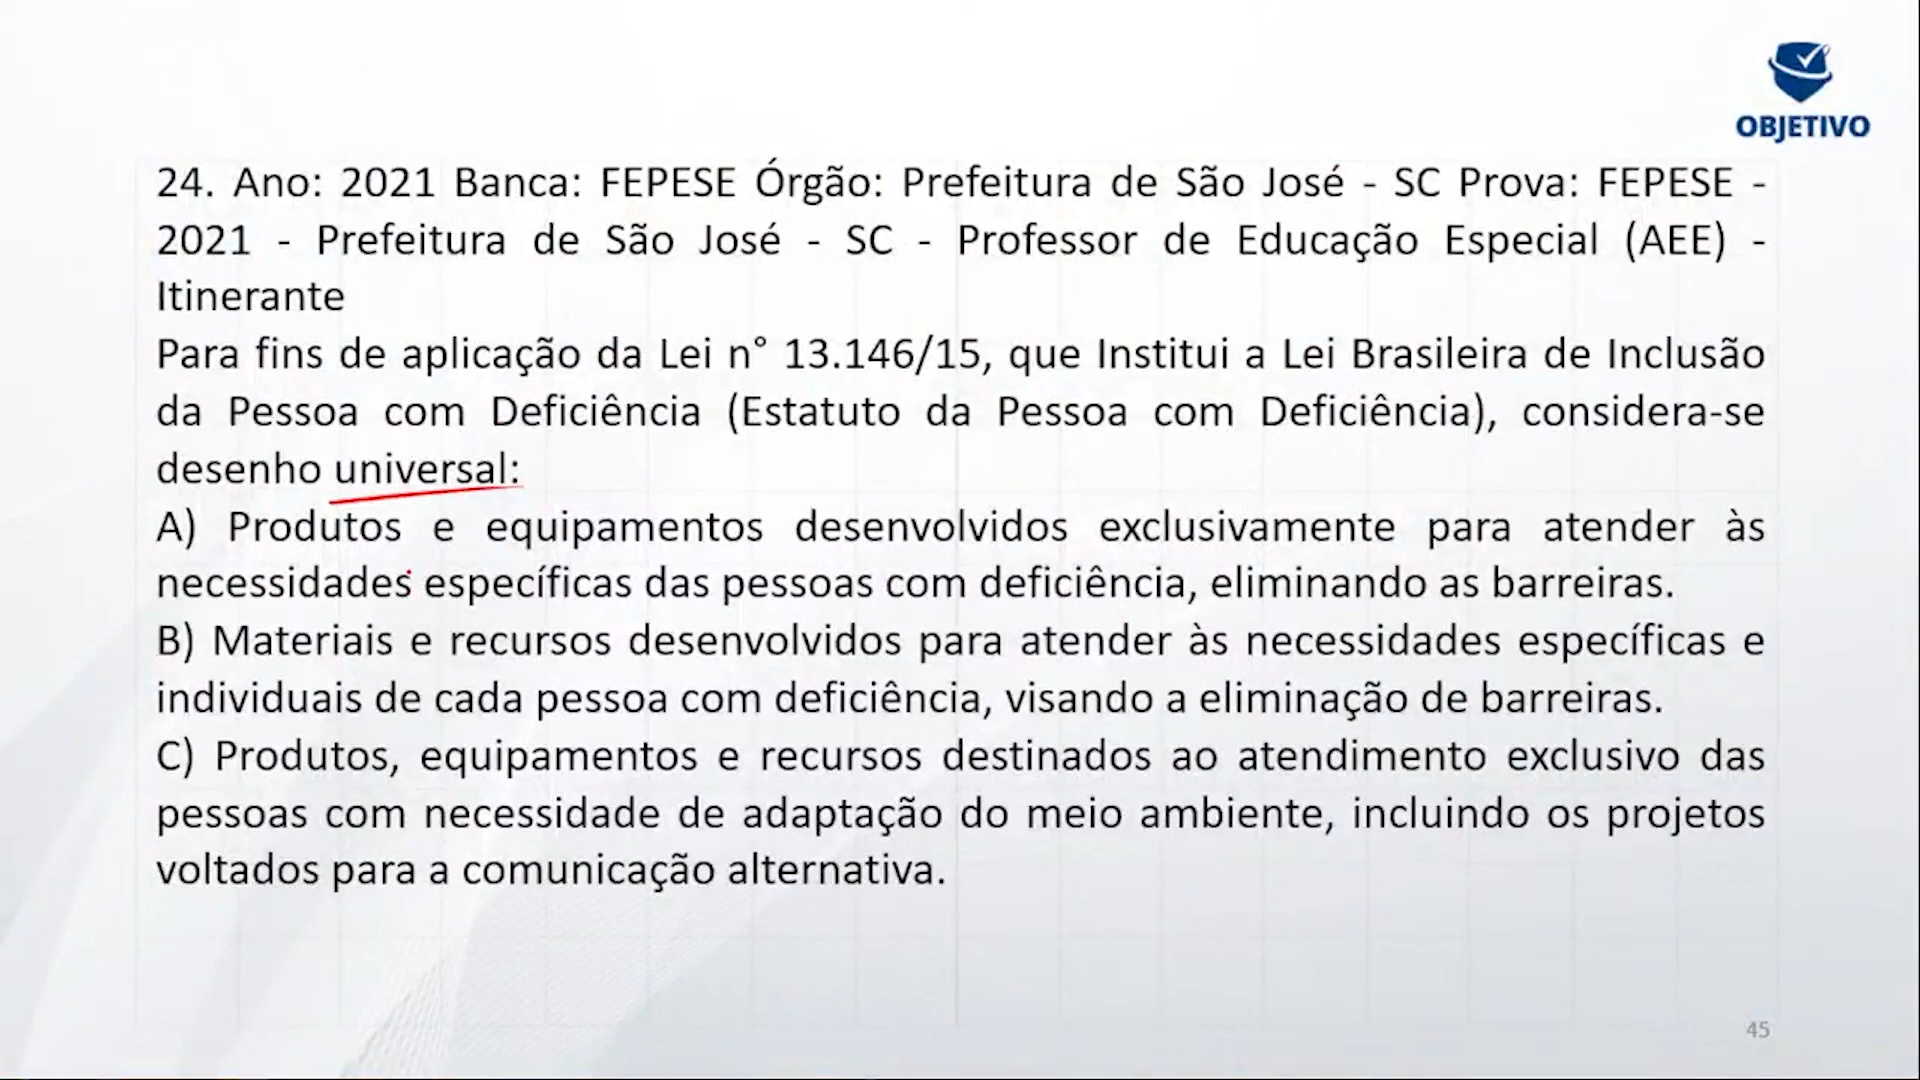 OBJETIVO
24. Ano: 2021 Banca: FEPESE Órgão: Prefeitura de São José - SC Prova: FEPESE -
2021 - Prefeitura de São José - SC - Professor de Educação Especial (AEE) -
Itinerante
Para fins de aplicação da Lei n° 13.146/15, que Institui a Lei Brasileira de Inclusão
da Pessoa com Deficiência (Estatuto da Pessoa com Deficiência), considera-se
desenho universal:
A) Produtos e equipamentos desenvolvidos exclusivamente para atender às
necessidades específicas das pessoas com deficiência, eliminando as barreiras.
B) Materiais e recursos desenvolvidos para atender às necessidades específicas e
individuais de cada pessoa com deficiência, visando a eliminação de barreiras.
C) Produtos, equipamentos e recursos destinados ao atendimento exclusivo das
pessoas com necessidade de adaptação do meio ambiente, incluindo os projetos
voltados para a comunicação alternativa.
45